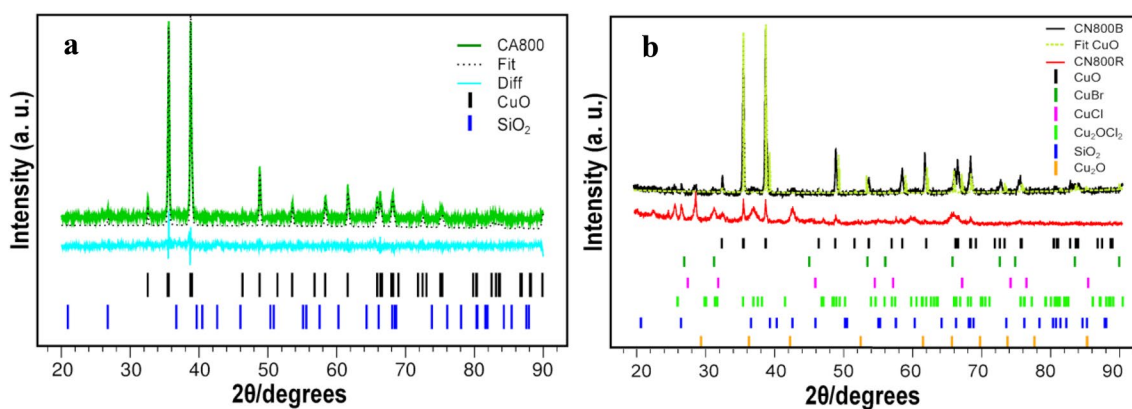 a
CA800
Fit
Diff
CuO
SiO₂
Intensity (a. u.)
20 30 40 50 60 70 80 90
2θ/degrees
b
CN800B
Fit CuO
CN800R
CuO
CuBr
CuCl
Cu₂OCl₂
SiO₂
Cu₂O
Intensity (a. u.)
20 30 40 50 60 70 80 90
2θ/degrees